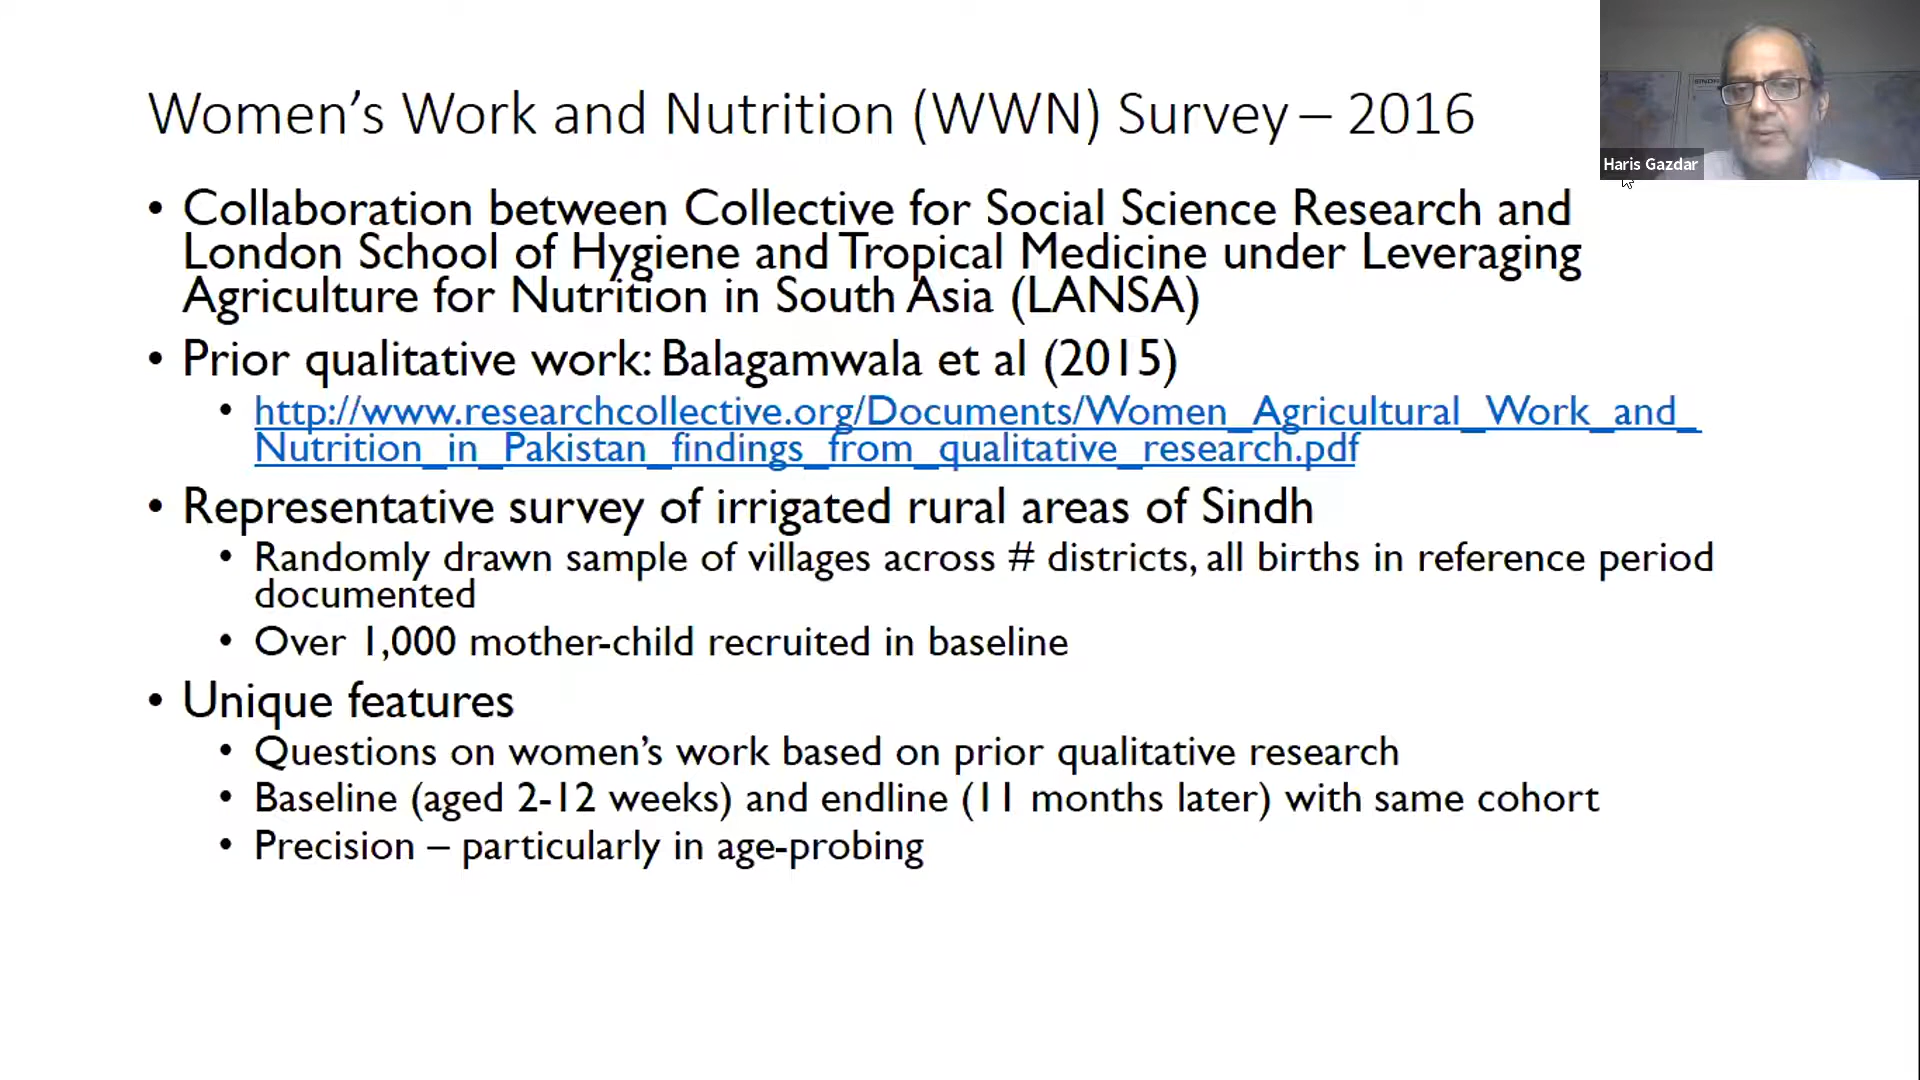 Women's Work and Nutrition (WWN) Survey – 2016
SINDH
Haris Gazdar
• Collaboration between Collective for Social Science Research and
London School of Hygiene and Tropical Medicine under Leveraging
Agriculture for Nutrition in South Asia (LANSA)
• Prior qualitative work: Balagamwala et al (2015)
• http://www.researchcollective.org/Documents/Women_Agricultural_Work_and_
Nutrition_in_Pakistan_findings_from_qualitative_research.pdf
• Representative survey of irrigated rural areas of Sindh
• Randomly drawn sample of villages across # districts, all births in reference period
documented
• Over 1,000 mother-child recruited in baseline
• Unique features
• Questions on women's work based on prior qualitative research
• Baseline (aged 2-12 weeks) and endline (11 months later) with same cohort
• Precision – particularly in age-probing